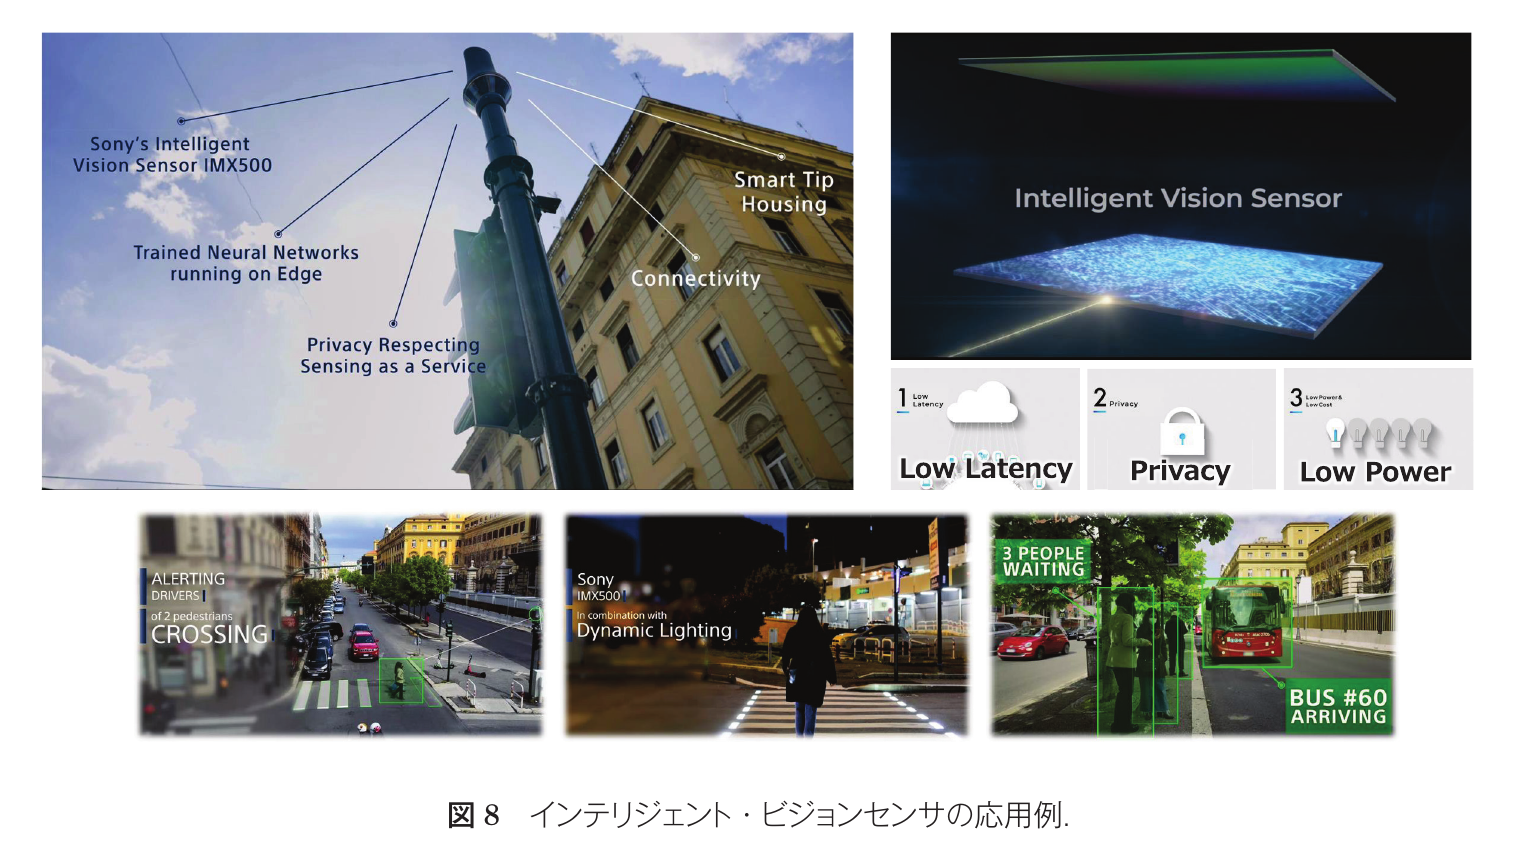 Sony's Intelligent
Vision Sensor IMX500
Trained Neural Networks
running on Edge
Privacy Respecting
Sensing as a Service
Smart Tip
Housing
Connectivity
Intelligent Vision Sensor
1 Low
Latency
Low Latency
2 Privacy
Privacy
3 Low Power &
Low Cost
Low Power
ALERTING
DRIVERS
of 2 pedestrians
CROSSING
Sony
IMX500
In combination with
Dynamic Lighting
3 PEOPLE
WAITING
BUS #60
ARRIVING
図 8 インテリジェント・ビジョンセンサの応用例.